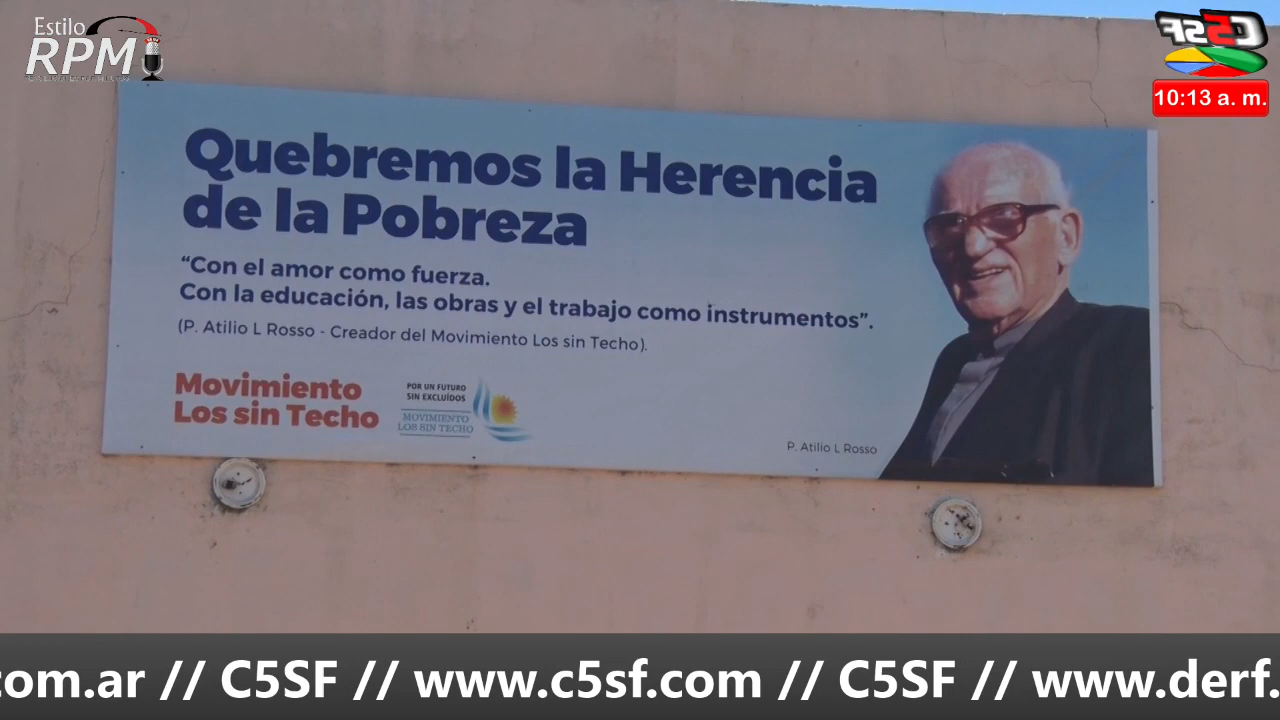 Estilo
RPM
C5SF
10:13 a. m.
Quebremos la Herencia
de la Pobreza
“Con el amor como fuerza.
Con la educación, las obras y el trabajo como instrumentos”.
(P. Atilio L Rosso - Creador del Movimiento Los sin Techo).
Movimiento
Los sin Techo
POR UN FUTURO
SIN EXCLUÍDOS
MOVIMIENTO
LOS SIN TECHO
P. Atilio L Rosso
com.ar // C5SF // www.c5sf.com // C5SF // www.derf.